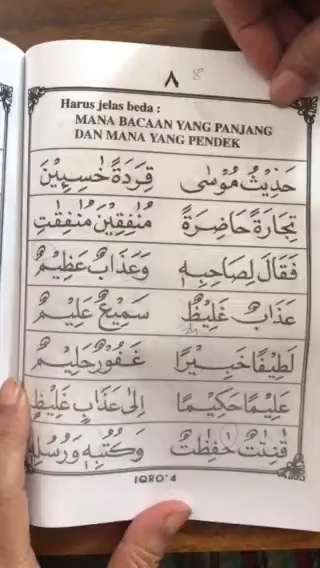 ٨ 8
Harus jelas beda :
MANA BACAAN YANG PANJANG
DAN MANA YANG PENDEK
حَدِيْثُ مُوْسٰى قِرَدَةً خٰسِـِٕيْنَ
تِجَارَةً حَاضِرَةً مُنٰفِقِيْنَ مُنٰفِقٰتِ
فَقَالَ لِصَاحِبِهٖ وَعَذَابٌ عَظِيْمٌ
عَذَابٌ غَلِيْظٌ سَمِيْعٌ عَلِيْمٌ
لَطِيْفًا خَبِيْرًا غَفُوْرٌ حَلِيْمٌ
عَلِيْمًا حَكِيْمًا اِلٰى عَذَابٍ غَلِيْظٍ
قٰنِتٰتٌ حٰفِظٰتٌ وَكُتُبِهٖ وَرُسُلِهٖ
IQRO' 4